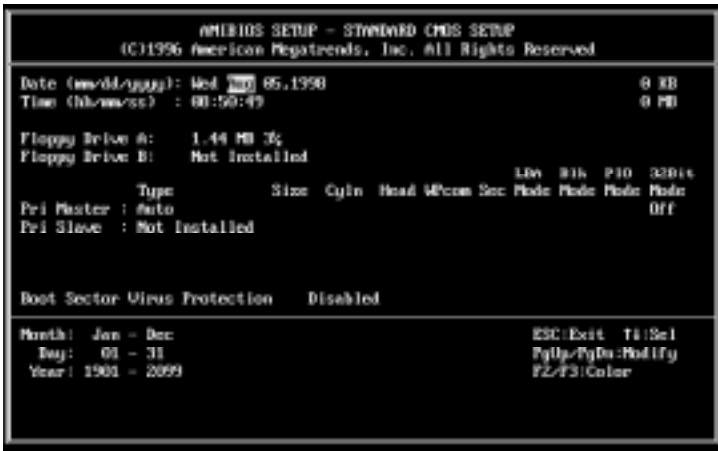 AMIBIOS SETUP - STANDARD CMOS SETUP
(C)1996 American Megatrends, Inc. All Rights Reserved
Date (mm/dd/yyyy): Wed Aug 05,1998 0 KB
Time (hh/mm/ss) : 00:50:49 0 MB
Floppy Drive A: 1.44 MB 3½
Floppy Drive B: Not Installed
LBA Blk PIO 32Bit
Type Size Cyln Head WPcom Sec Mode Mode Mode Mode
Pri Master : Auto Off
Pri Slave : Not Installed
Boot Sector Virus Protection Disabled
Month: Jan - Dec ESC:Exit ↑↓:Sel
Day: 01 - 31 PgUp/PgDn:Modify
Year: 1901 - 2099 F2/F3:Color